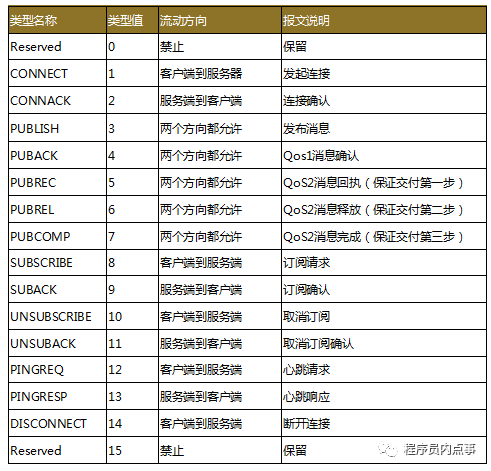 类型名称 类型值 流动方向 报文说明
Reserved 0 禁止 保留
CONNECT 1 客户端到服务器 发起连接
CONNACK 2 服务端到客户端 连接确认
PUBLISH 3 两个方向都允许 发布消息
PUBACK 4 两个方向都允许 Qos1消息确认
PUBREC 5 两个方向都允许 QoS2消息回执（保证交付第一步）
PUBREL 6 两个方向都允许 QoS2消息释放（保证交付第二步）
PUBCOMP 7 两个方向都允许 QoS2消息完成（保证交付第三步）
SUBSCRIBE 8 客户端到服务端 订阅请求
SUBACK 9 服务端到客户端 订阅确认
UNSUBSCRIBE 10 客户端到服务端 取消订阅
UNSUBACK 11 服务端到客户端 取消订阅确认
PINGREQ 12 客户端到服务端 心跳请求
PINGRESP 13 服务端到客户端 心跳响应
DISCONNECT 14 客户端到服务端 断开连接
Reserved 15 禁止 保留
程序员内点事